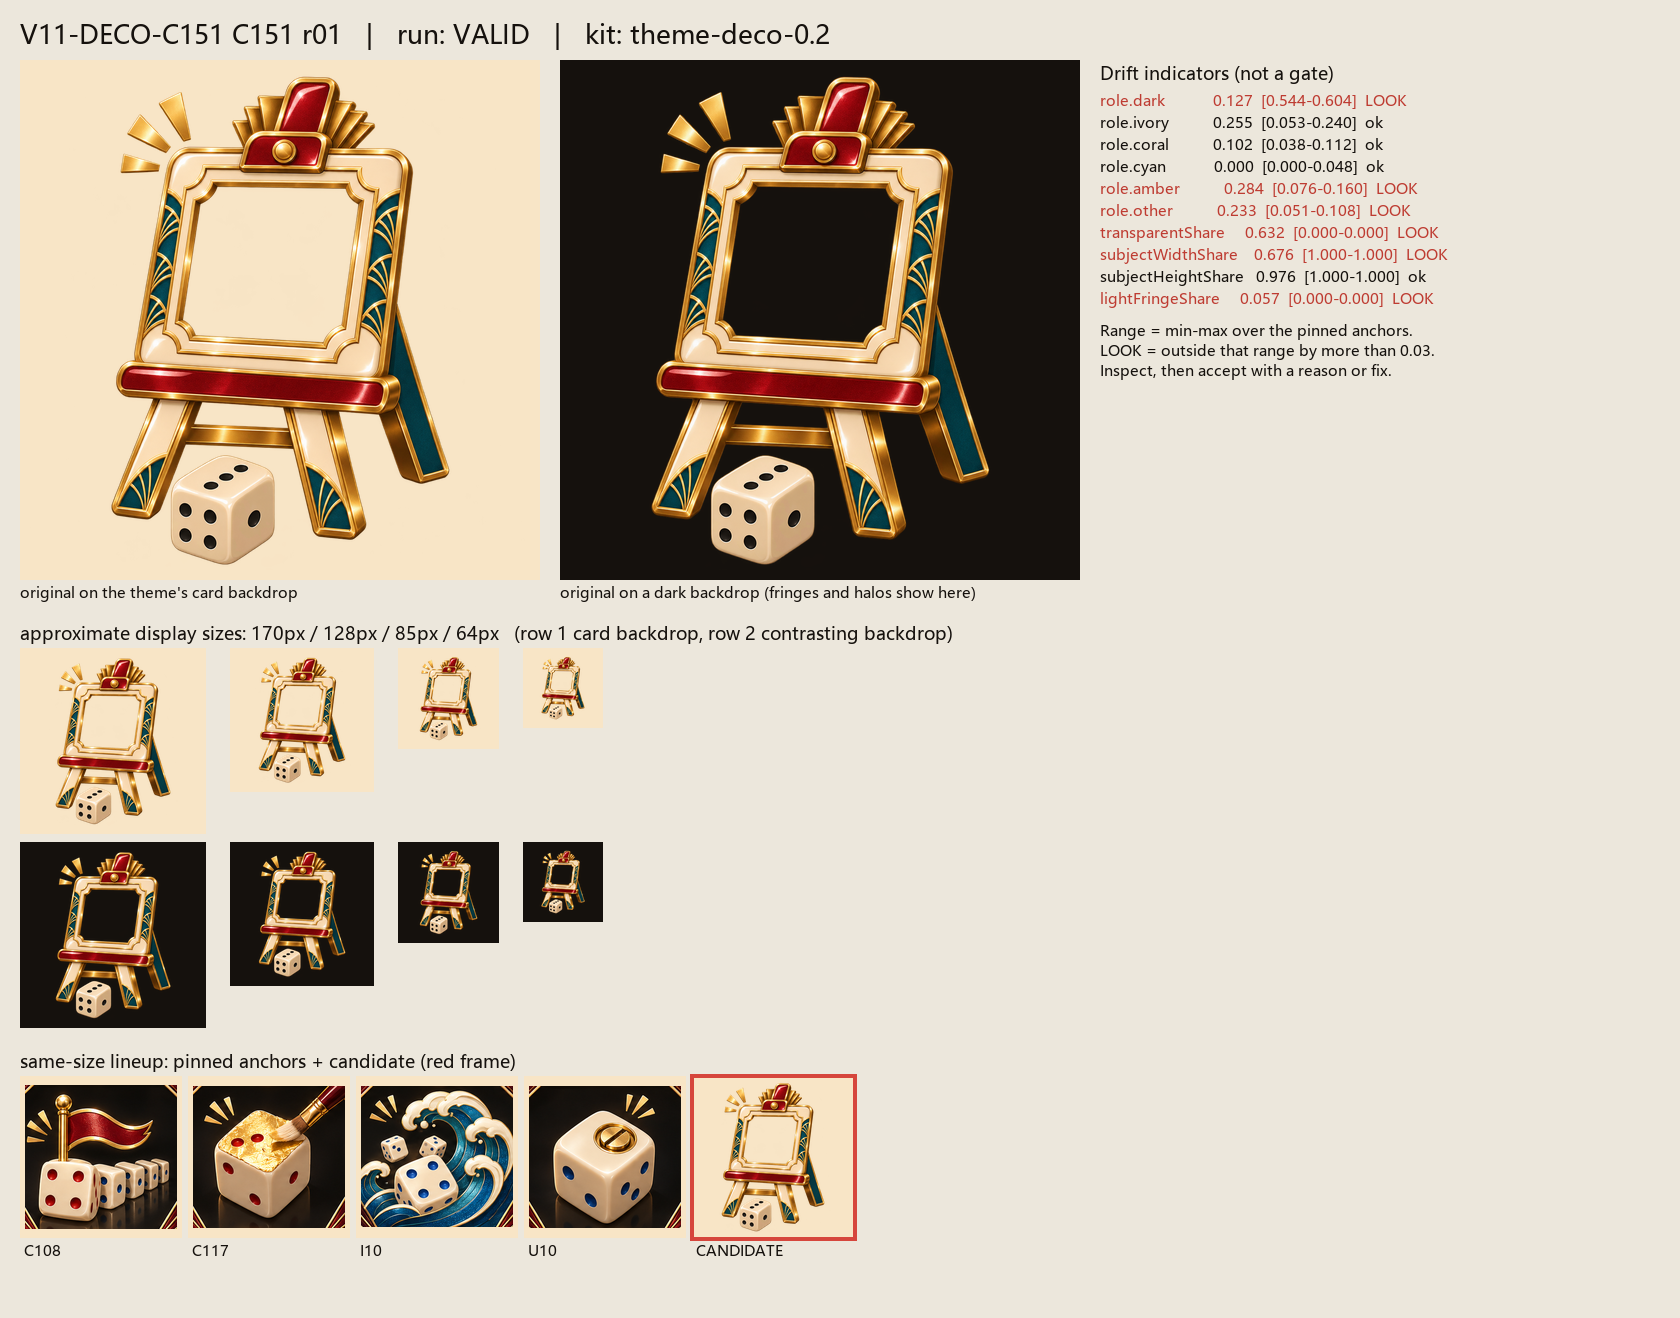 V11-DECO-C151 C151 r01 | run: VALID | kit: theme-deco-0.2
Drift indicators (not a gate)
role.dark 0.127 [0.544-0.604] LOOK
role.ivory 0.255 [0.053-0.240] ok
role.coral 0.102 [0.038-0.112] ok
role.cyan 0.000 [0.000-0.048] ok
role.amber 0.284 [0.076-0.160] LOOK
role.other 0.233 [0.051-0.108] LOOK
transparentShare 0.632 [0.000-0.000] LOOK
subjectWidthShare 0.676 [1.000-1.000] LOOK
subjectHeightShare 0.976 [1.000-1.000] ok
lightFringeShare 0.057 [0.000-0.000] LOOK
Range = min-max over the pinned anchors.
LOOK = outside that range by more than 0.03.
Inspect, then accept with a reason or fix.
original on the theme's card backdrop
original on a dark backdrop (fringes and halos show here)
approximate display sizes: 170px / 128px / 85px / 64px (row 1 card backdrop, row 2 contrasting backdrop)
same-size lineup: pinned anchors + candidate (red frame)
C108
C117
I10
U10
CANDIDATE